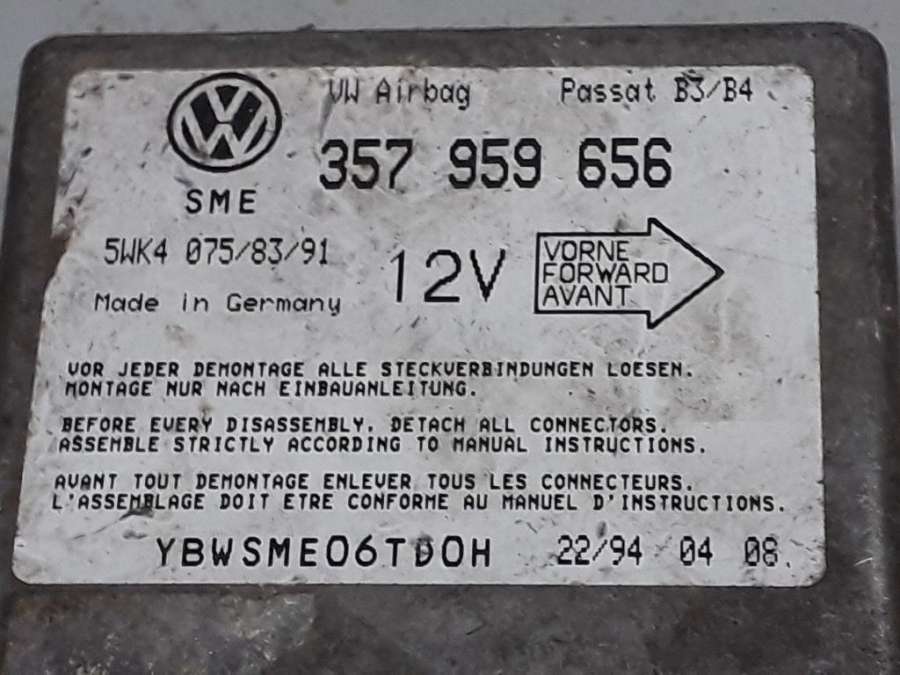 VW Airbag Passat B3/B4
357 959 656
SME
5WK4 075/83/91
12V
VORNE
FORWARD
AVANT
Made in Germany
VOR JEDER DEMONTAGE ALLE STECKVERBINDUNGEN LOESEN.
MONTAGE NUR NACH EINBAUANLEITUNG.
BEFORE EVERY DISASSEMBLY, DETACH ALL CONNECTORS.
ASSEMBLE STRICTLY ACCORDING TO MANUAL INSTRUCTIONS.
AVANT TOUT DEMONTAGE ENLEVER TOUS LES CONNECTEURS.
L'ASSEMBLAGE DOIT ETRE CONFORME AU MANUEL D'INSTRUCTIONS.
YBWSME06TD0H 22/94 04 08.